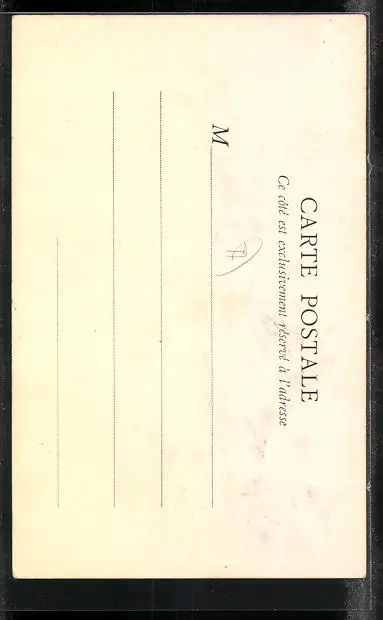 CARTE POSTALE
Ce côté est exclusivement réservé à l'adresse
M